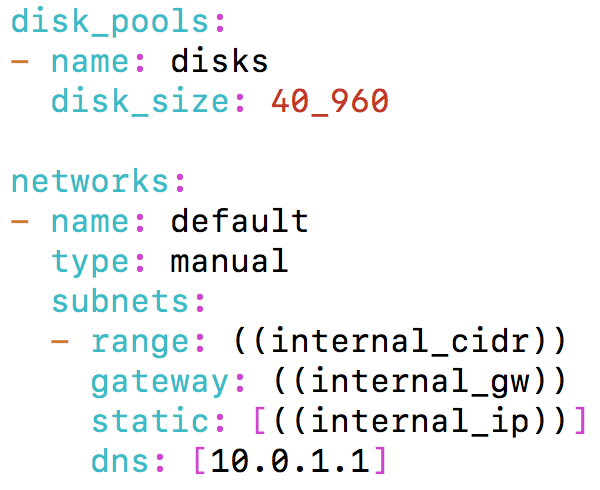 disk_pools:
- name: disks
  disk_size: 40_960

networks:
- name: default
  type: manual
  subnets:
  - range: ((internal_cidr))
    gateway: ((internal_gw))
    static: [((internal_ip))]
    dns: [10.0.1.1]